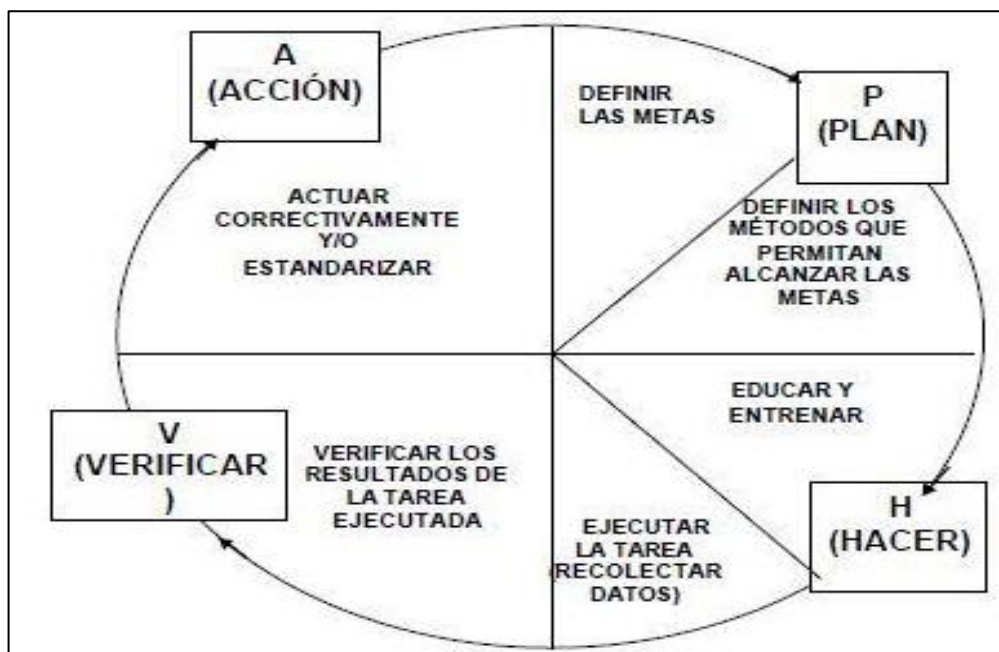 A
(ACCIÓN)
P
(PLAN)
DEFINIR
LAS METAS
ACTUAR
CORRECTIVAMENTE
Y/O
ESTANDARIZAR
DEFINIR LOS
MÉTODOS QUE
PERMITAN
ALCANZAR LAS
METAS
EDUCAR Y
ENTRENAR
V
(VERIFICAR
)
VERIFICAR LOS
RESULTADOS DE
LA TAREA
EJECUTADA
EJECUTAR
LA TAREA
(RECOLECTAR
DATOS)
H
(HACER)